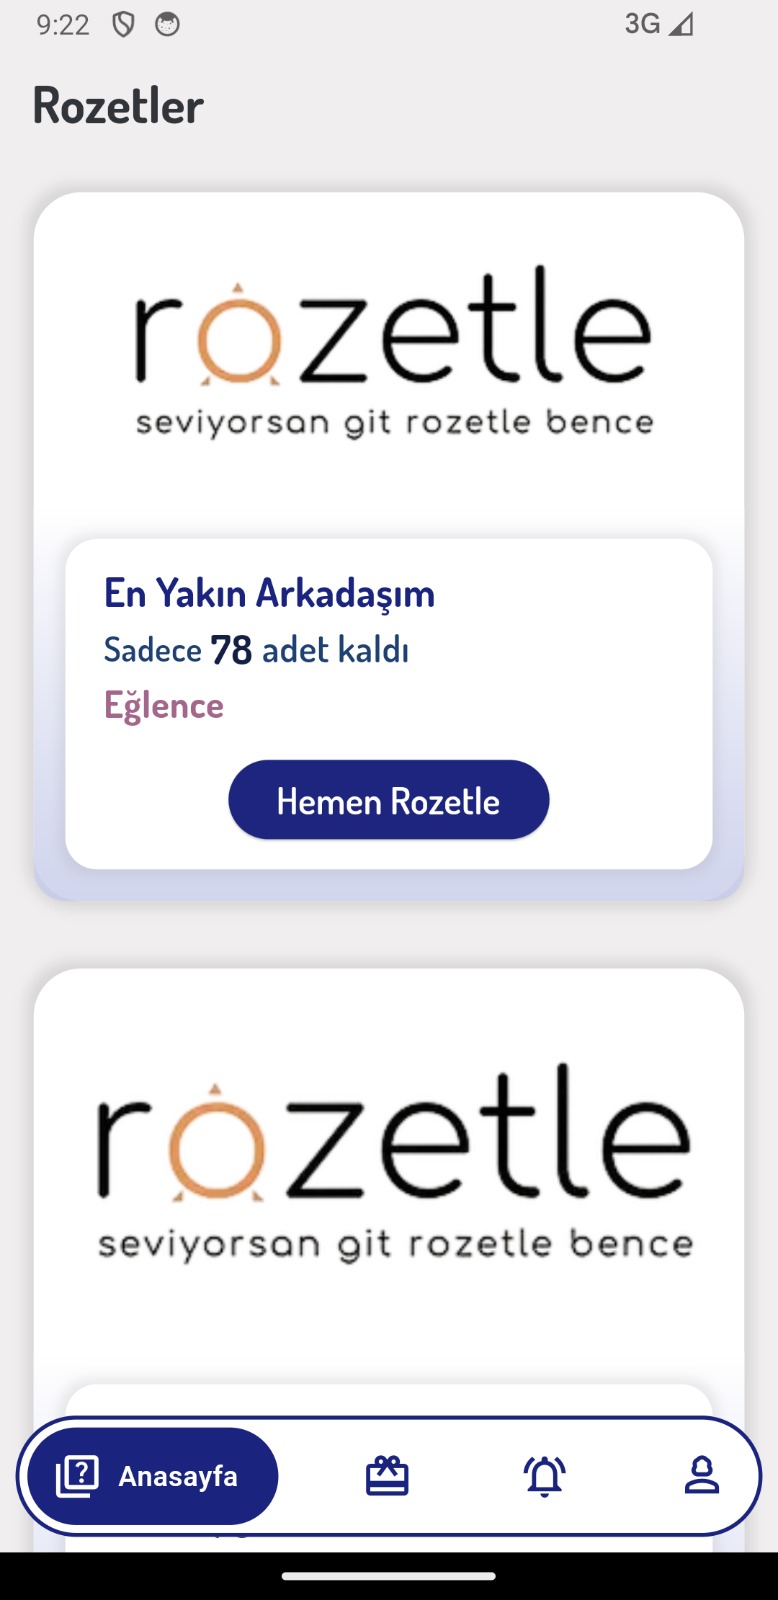 9:22
3G
Rozetler
rozetle
seviyorsan git rozetle bence
En Yakın Arkadaşım
Sadece 78 adet kaldı
Eğlence
Hemen Rozetle
rozetle
seviyorsan git rozetle bence
Anasayfa